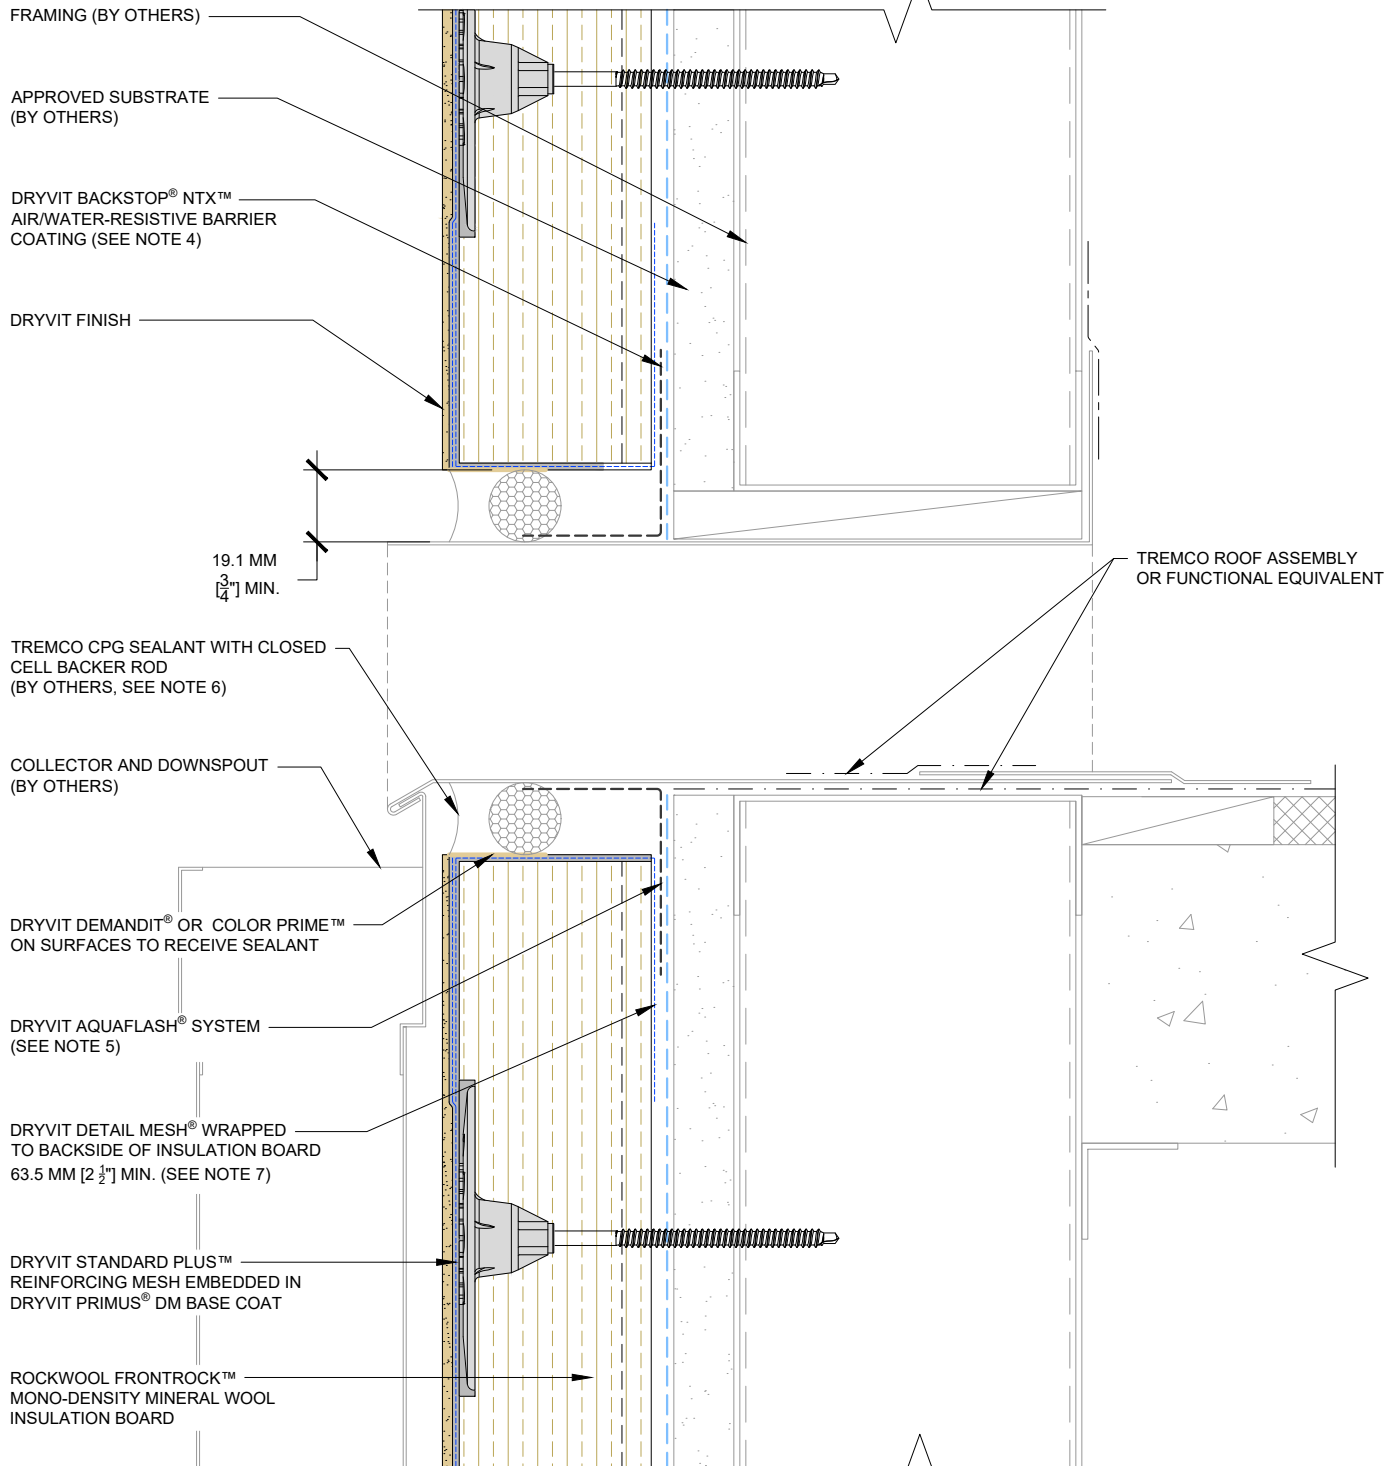 FRAMING (BY OTHERS)
APPROVED SUBSTRATE
(BY OTHERS)
DRYVIT BACKSTOP® NTX™
AIR/WATER-RESISTIVE BARRIER
COATING (SEE NOTE 4)
DRYVIT FINISH
19.1 MM
[3/4"] MIN.
TREMCO ROOF ASSEMBLY
OR FUNCTIONAL EQUIVALENT
TREMCO CPG SEALANT WITH CLOSED
CELL BACKER ROD
(BY OTHERS, SEE NOTE 6)
COLLECTOR AND DOWNSPOUT
(BY OTHERS)
DRYVIT DEMANDIT® OR COLOR PRIME™
ON SURFACES TO RECEIVE SEALANT
DRYVIT AQUAFLASH® SYSTEM
(SEE NOTE 5)
DRYVIT DETAIL MESH® WRAPPED
TO BACKSIDE OF INSULATION BOARD
63.5 MM [2 1/2"] MIN. (SEE NOTE 7)
DRYVIT STANDARD PLUS™
REINFORCING MESH EMBEDDED IN
DRYVIT PRIMUS® DM BASE COAT
ROCKWOOL FRONTROCK™
MONO-DENSITY MINERAL WOOL
INSULATION BOARD